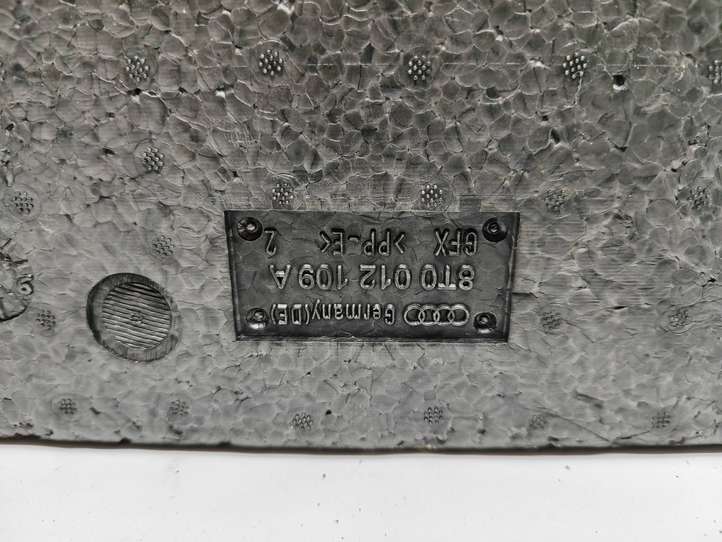 Germany(DE)
8T0 012 109 A
GFX >PP-E< 2